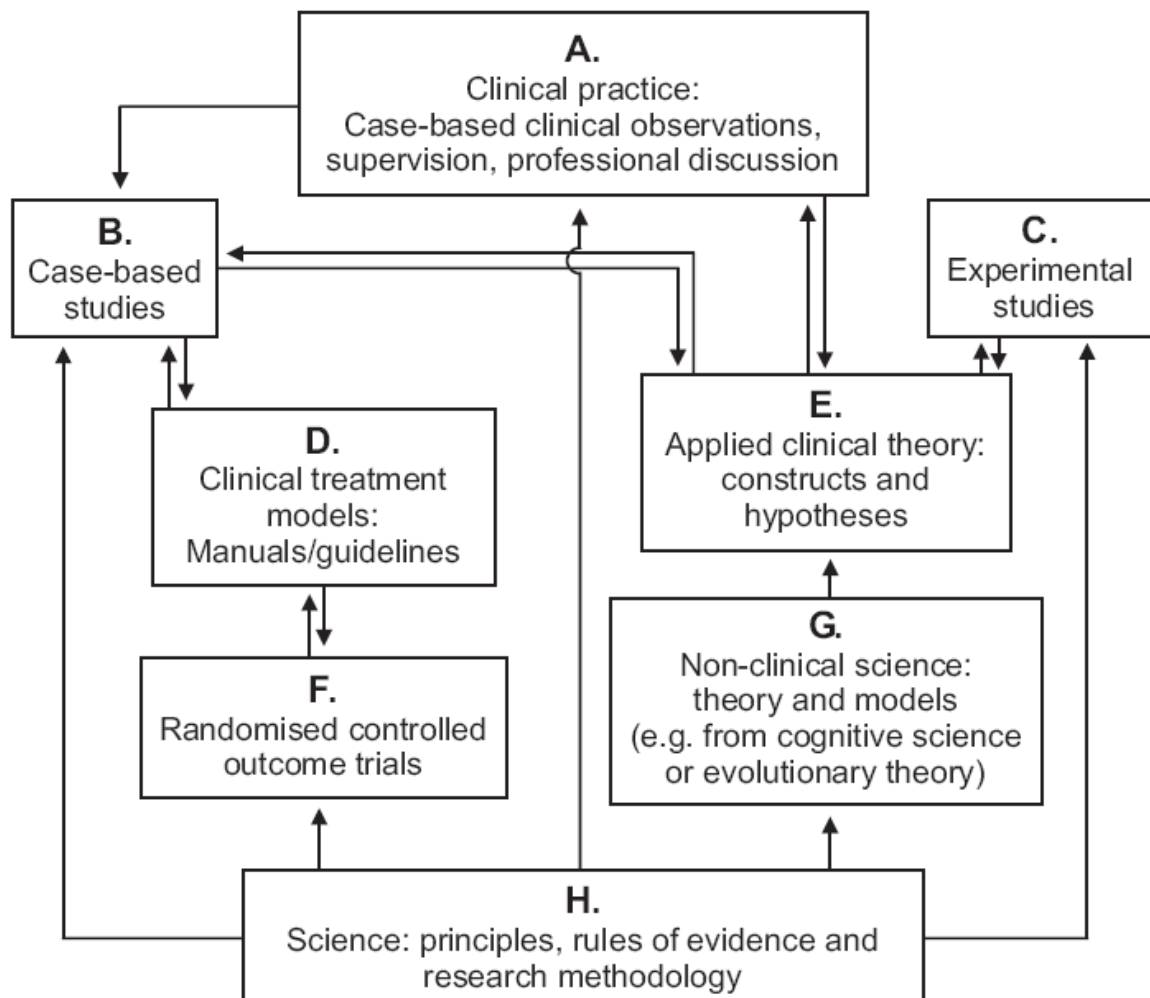 A.
Clinical practice:
Case-based clinical observations,
supervision, professional discussion
B.
Case-based
studies
C.
Experimental
studies
D.
Clinical treatment
models:
Manuals/guidelines
E.
Applied clinical theory:
constructs and
hypotheses
F.
Randomised controlled
outcome trials
G.
Non-clinical science:
theory and models
(e.g. from cognitive science
or evolutionary theory)
H.
Science: principles, rules of evidence and
research methodology